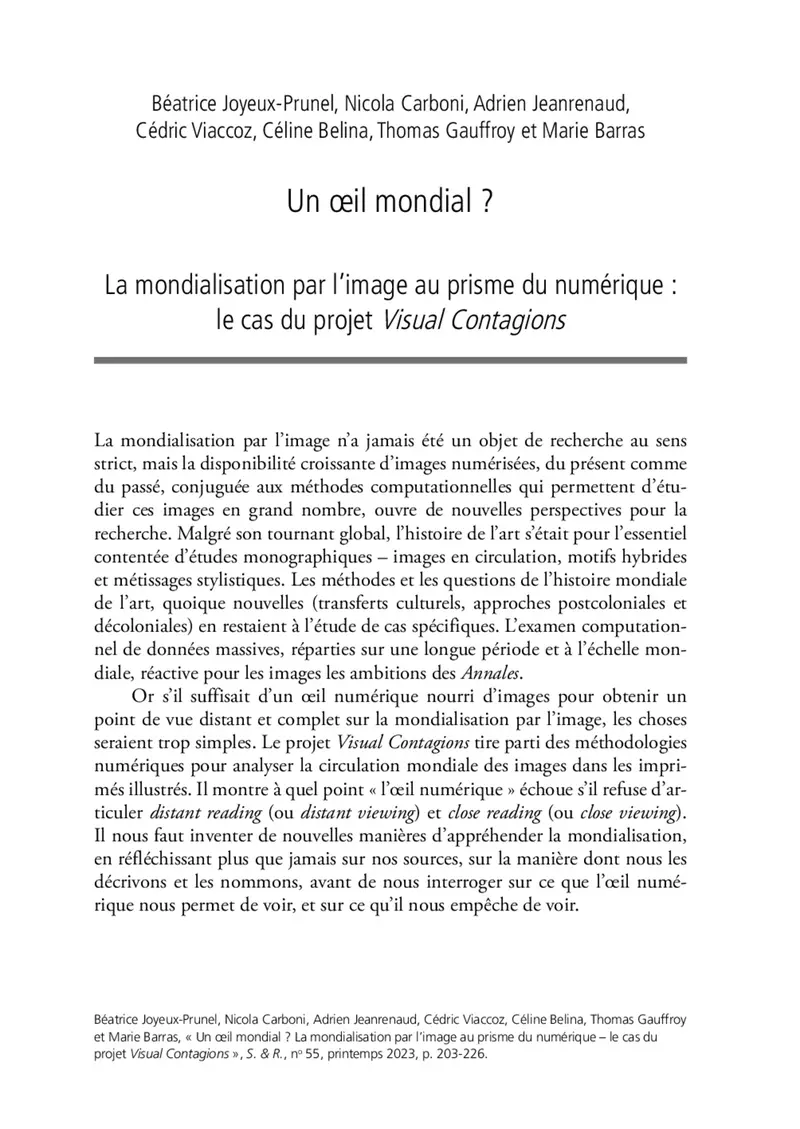 Béatrice Joyeux-Prunel, Nicola Carboni, Adrien Jeanrenaud,
Cédric Viaccoz, Céline Belina, Thomas Gauffroy et Marie Barras
Un œil mondial ?
La mondialisation par l’image au prisme du numérique :
le cas du projet Visual Contagions
La mondialisation par l’image n’a jamais été un objet de recherche au sens
strict, mais la disponibilité croissante d’images numérisées, du présent comme
du passé, conjuguée aux méthodes computationnelles qui permettent d’étu-
dier ces images en grand nombre, ouvre de nouvelles perspectives pour la
recherche. Malgré son tournant global, l’histoire de l’art s’était pour l’essentiel
contentée d’études monographiques – images en circulation, motifs hybrides
et métissages stylistiques. Les méthodes et les questions de l’histoire mondiale
de l’art, quoique nouvelles (transferts culturels, approches postcoloniales et
décoloniales) en restaient à l’étude de cas spécifiques. L’examen computation-
nel de données massives, réparties sur une longue période et à l’échelle mon-
diale, réactive pour les images les ambitions des Annales.
Or s’il suffisait d’un œil numérique nourri d’images pour obtenir un
point de vue distant et complet sur la mondialisation par l’image, les choses
seraient trop simples. Le projet Visual Contagions tire parti des méthodologies
numériques pour analyser la circulation mondiale des images dans les impri-
més illustrés. Il montre à quel point « l’œil numérique » échoue s’il refuse d’ar-
ticuler distant reading (ou distant viewing) et close reading (ou close viewing).
Il nous faut inventer de nouvelles manières d’appréhender la mondialisation,
en réfléchissant plus que jamais sur nos sources, sur la manière dont nous les
décrivons et les nommons, avant de nous interroger sur ce que l’œil numé-
rique nous permet de voir, et sur ce qu’il nous empêche de voir.
Béatrice Joyeux-Prunel, Nicola Carboni, Adrien Jeanrenaud, Cédric Viaccoz, Céline Belina, Thomas Gauffroy
et Marie Barras, « Un œil mondial ? La mondialisation par l’image au prisme du numérique – le cas du
projet Visual Contagions », S. & R., nº 55, printemps 2023, p. 203-226.